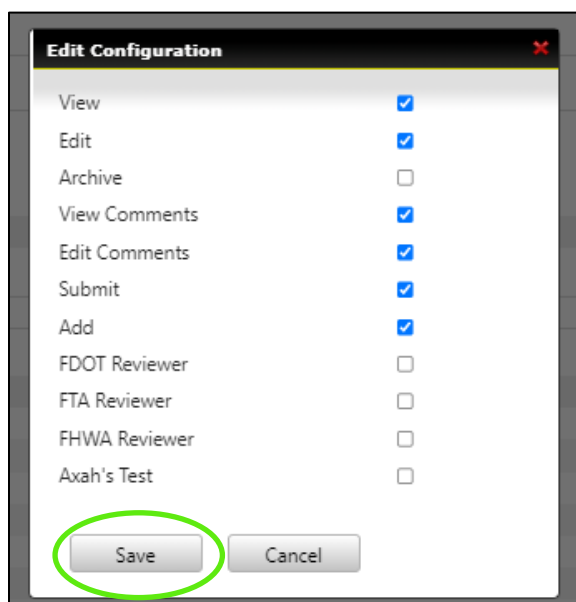 Edit Configuration
View
Edit
Archive
View Comments
Edit Comments
Submit
Add
FDOT Reviewer
FTA Reviewer
FHWA Reviewer
Axah's Test
Save Cancel